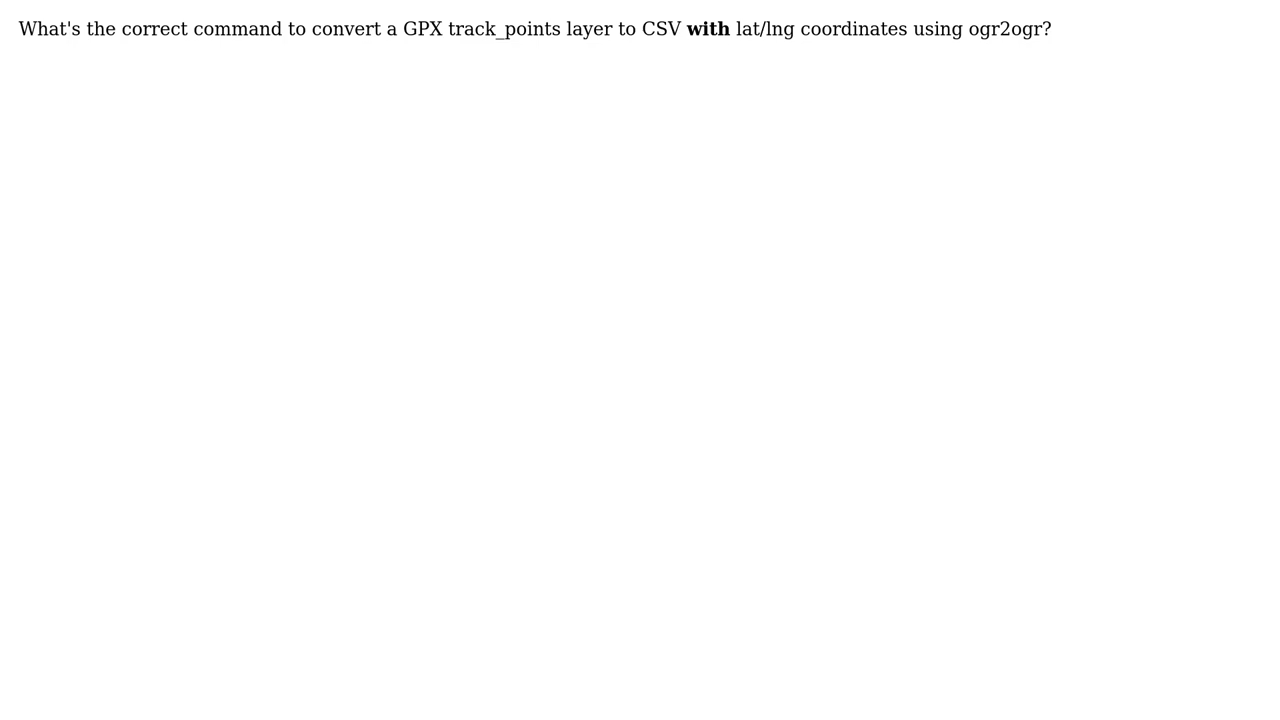 What's the correct command to convert a GPX track_points layer to CSV with lat/lng coordinates using ogr2ogr?